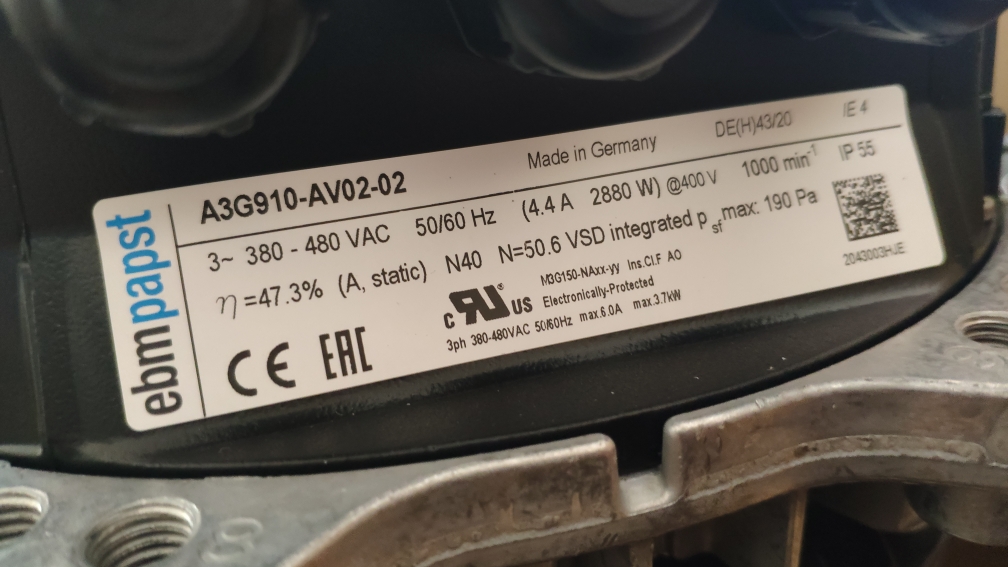 ebmpapst
A3G910-AV02-02 Made in Germany DE(H)43/20 IE 4
3~ 380 - 480 VAC 50/60 Hz (4.4 A 2880 W) @400 V 1000 min⁻¹ IP 55
η =47.3% (A, static) N40 N=50.6 VSD integrated psf max: 190 Pa
CE EAC
c RU US
M3G150-NAxx-yy Ins.Cl.F AO
Electronically-Protected
3ph 380-480VAC 50/60Hz max.6.0A max.3.7kW
2043003HJE